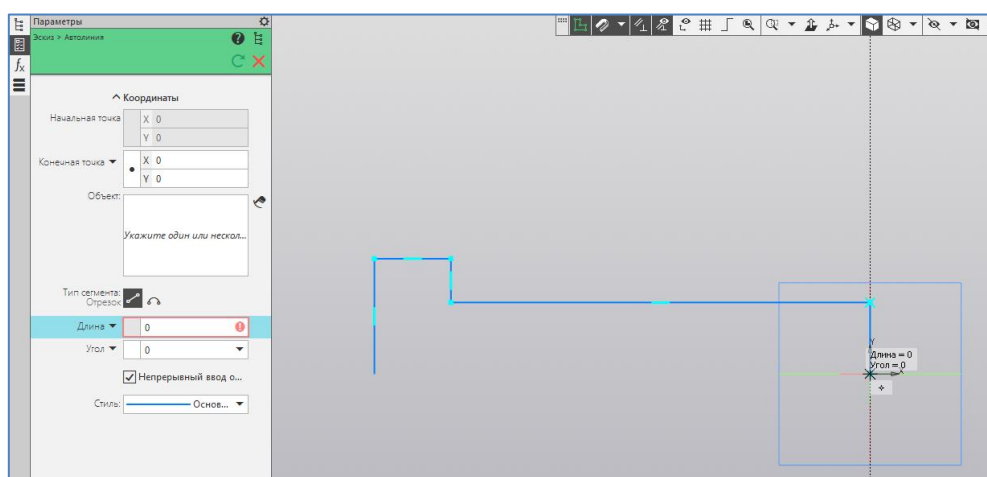 Параметры
Эскиз > Автолиния
Координаты
Начальная точка
X 0
Y 0
Конечная точка
X 0
Y 0
Объект:
Укажите один или нескол...
Тип сегмента:
Отрезок
Длина 0
Угол 0
Непрерывный ввод о...
Стиль: Основ...
Y
Длина = 0
Угол = 0
X